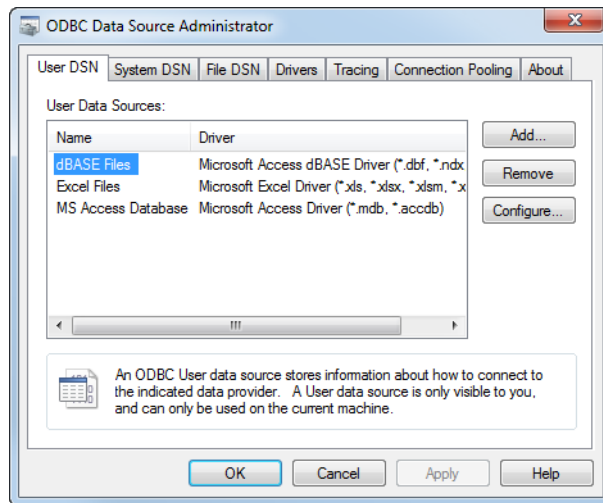 ODBC Data Source Administrator
User DSN System DSN File DSN Drivers Tracing Connection Pooling About
User Data Sources:
Name Driver Add...
dBASE Files Microsoft Access dBASE Driver (*.dbf, *.ndx
Remove
Excel Files Microsoft Excel Driver (*.xls, *.xlsx, *.xlsm, *.x
MS Access Database Microsoft Access Driver (*.mdb, *.accdb) Configure...
An ODBC User data source stores information about how to connect to
the indicated data provider. A User data source is only visible to you,
and can only be used on the current machine.
OK Cancel Apply Help